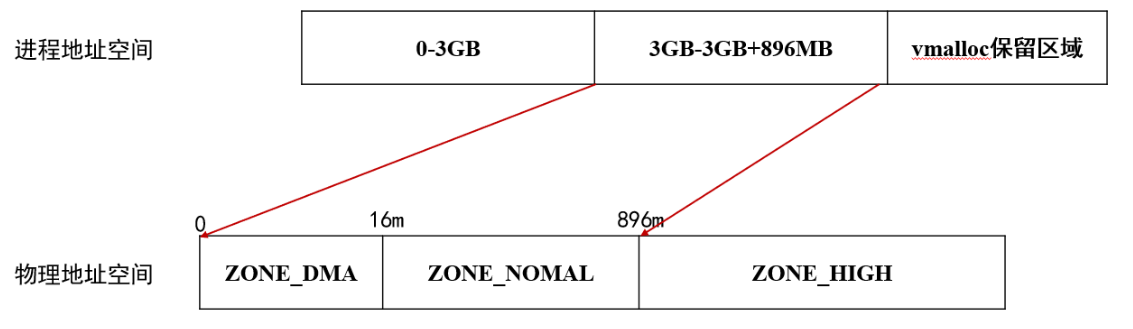 进程地址空间
0-3GB
3GB-3GB+896MB
vmalloc保留区域
0
16m
896m
物理地址空间
ZONE_DMA
ZONE_NOMAL
ZONE_HIGH